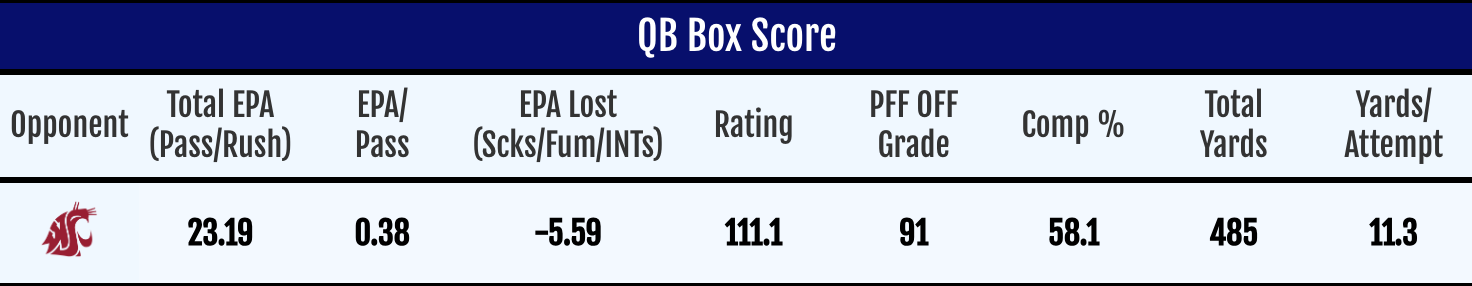 QB Box Score
Opponent
Total EPA
(Pass/Rush)
EPA/
Pass
EPA Lost
(Scks/Fum/INTs)
Rating
PFF OFF
Grade
Comp %
Total
Yards
Yards/
Attempt
23.19 0.38 -5.59 111.1 91 58.1 485 11.3